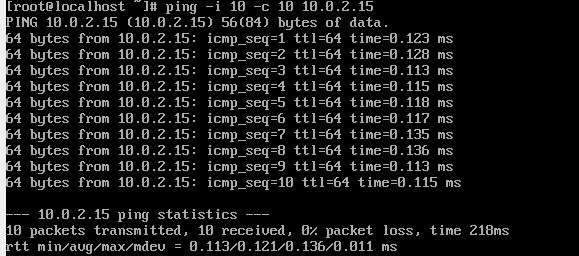 [root@localhost ~]# ping -i 10 -c 10 10.0.2.15
PING 10.0.2.15 (10.0.2.15) 56(84) bytes of data.
64 bytes from 10.0.2.15: icmp_seq=1 ttl=64 time=0.123 ms
64 bytes from 10.0.2.15: icmp_seq=2 ttl=64 time=0.128 ms
64 bytes from 10.0.2.15: icmp_seq=3 ttl=64 time=0.113 ms
64 bytes from 10.0.2.15: icmp_seq=4 ttl=64 time=0.115 ms
64 bytes from 10.0.2.15: icmp_seq=5 ttl=64 time=0.118 ms
64 bytes from 10.0.2.15: icmp_seq=6 ttl=64 time=0.117 ms
64 bytes from 10.0.2.15: icmp_seq=7 ttl=64 time=0.135 ms
64 bytes from 10.0.2.15: icmp_seq=8 ttl=64 time=0.136 ms
64 bytes from 10.0.2.15: icmp_seq=9 ttl=64 time=0.113 ms
64 bytes from 10.0.2.15: icmp_seq=10 ttl=64 time=0.115 ms
--- 10.0.2.15 ping statistics ---
10 packets transmitted, 10 received, 0% packet loss, time 218ms
rtt min/avg/max/mdev = 0.113/0.121/0.136/0.011 ms